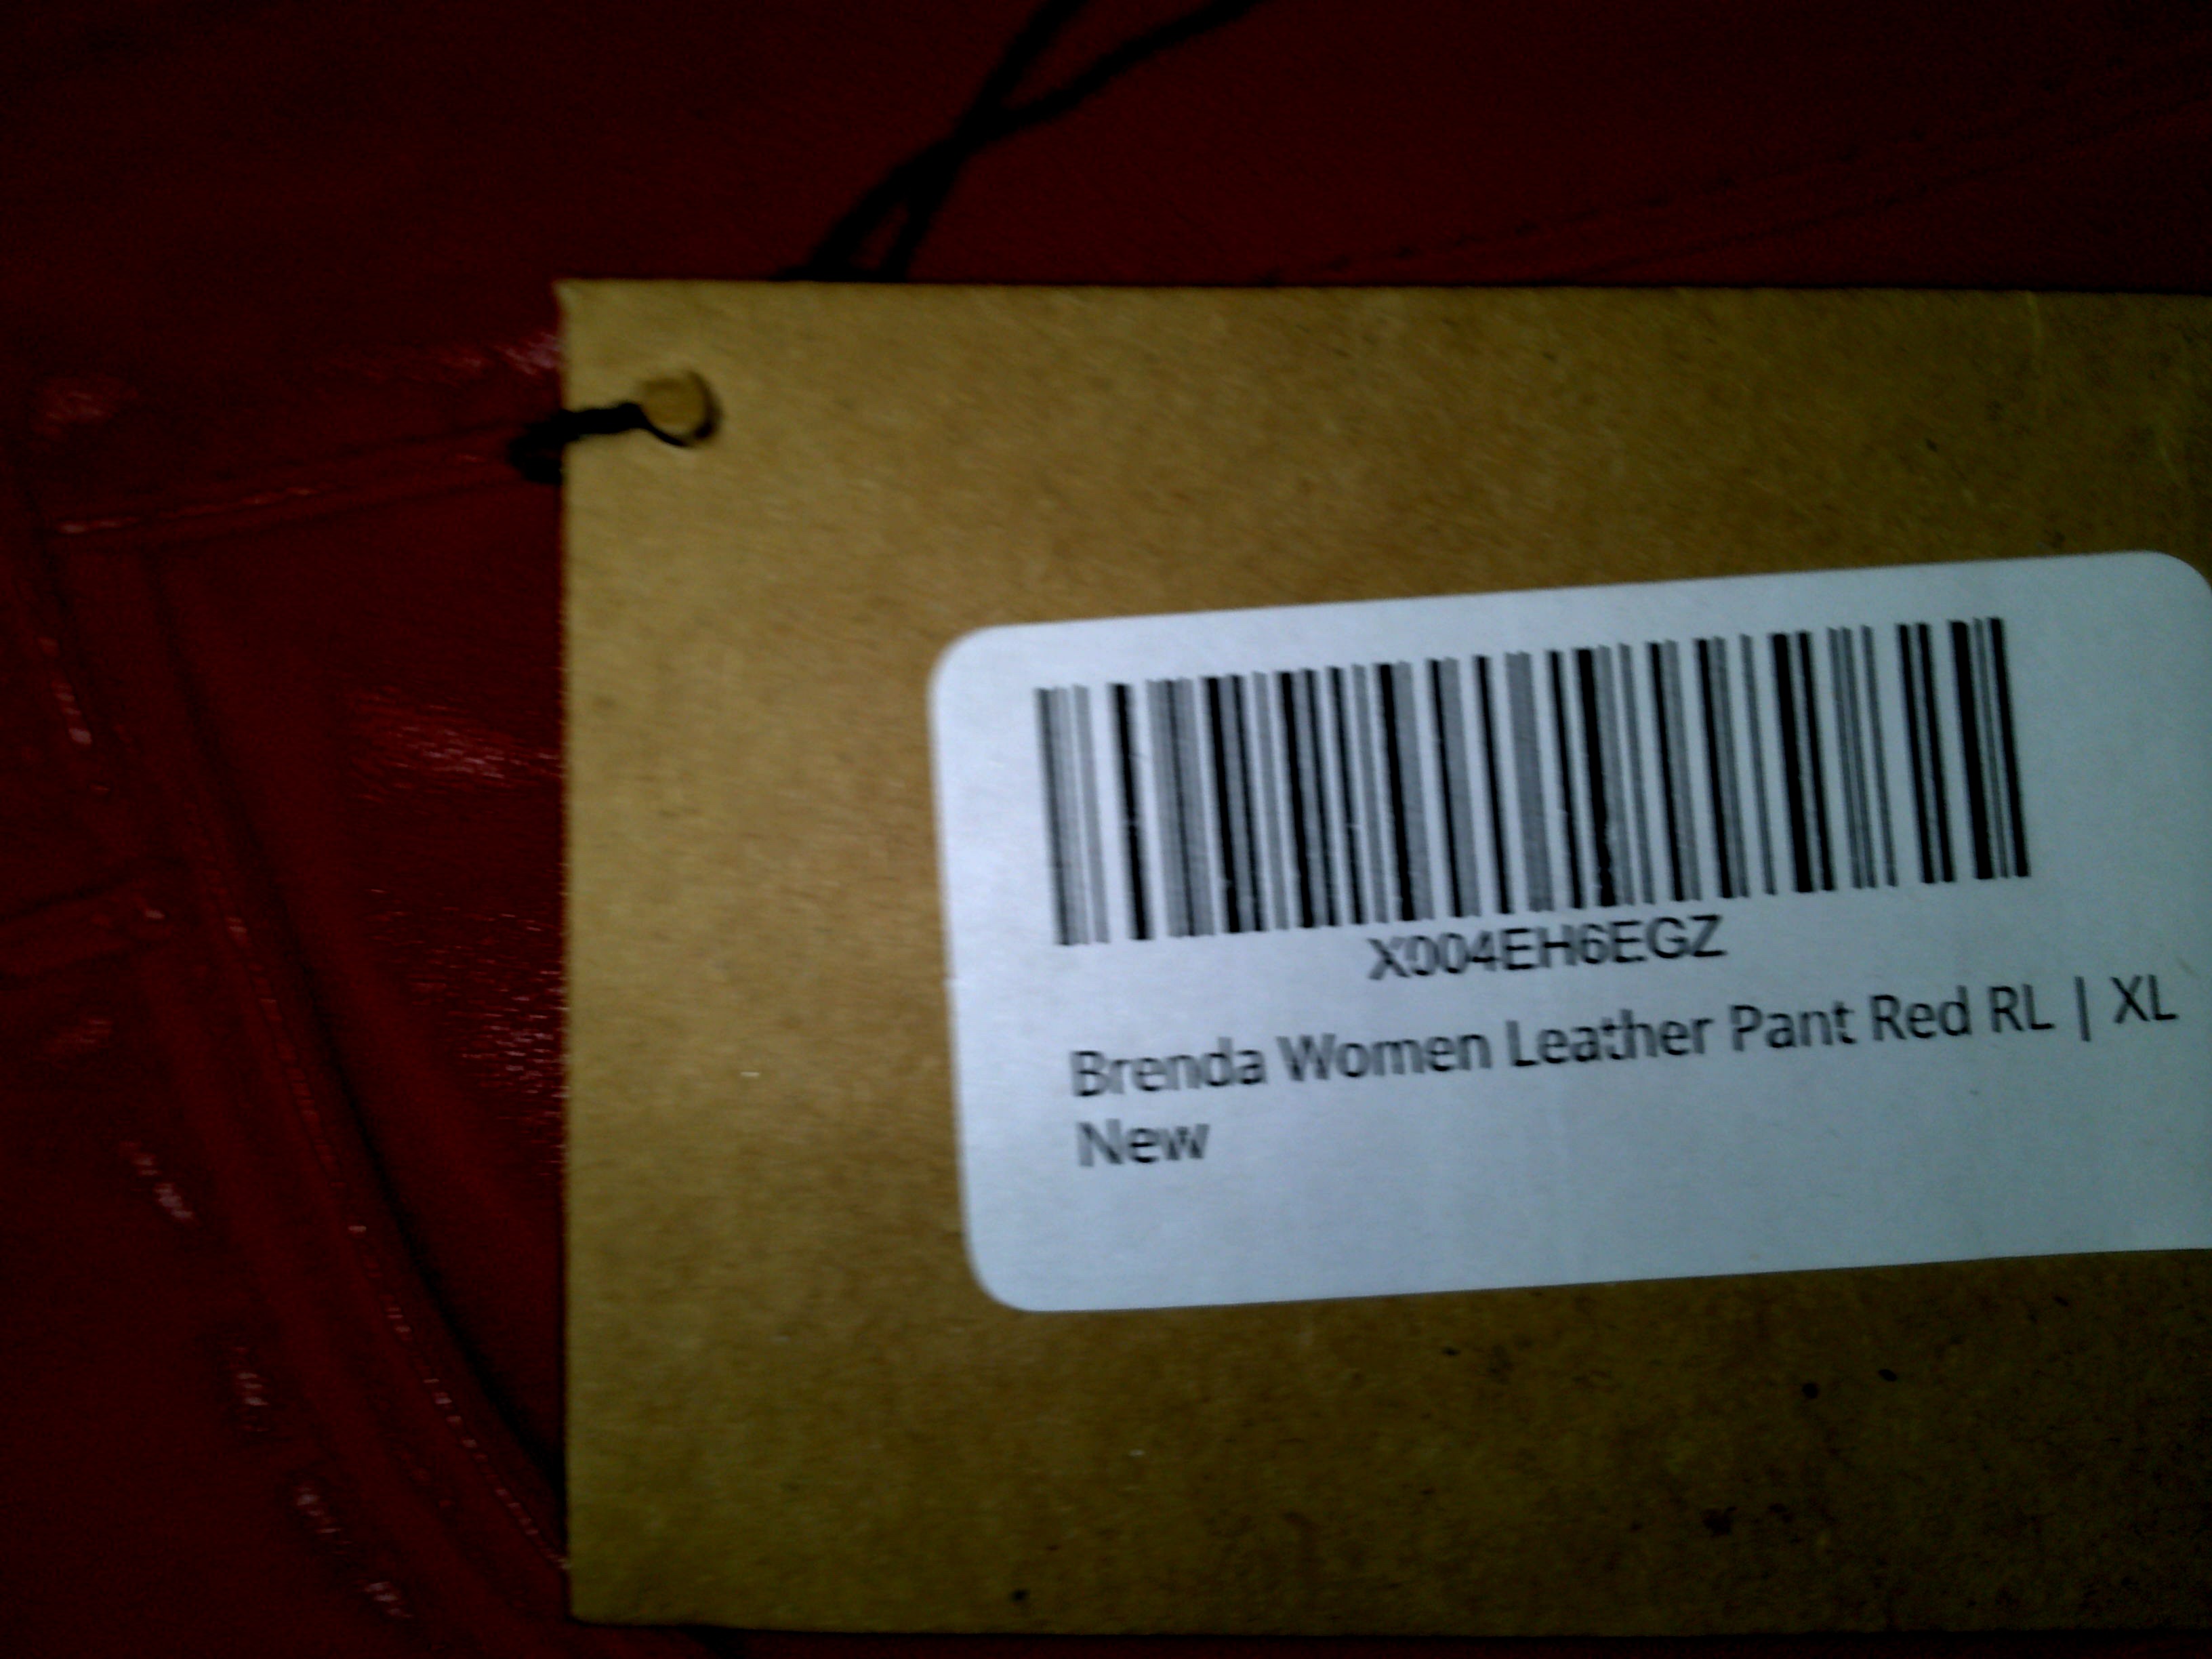 X004EH6EGZ
Brenda Women Leather Pant Red RL | XL
New